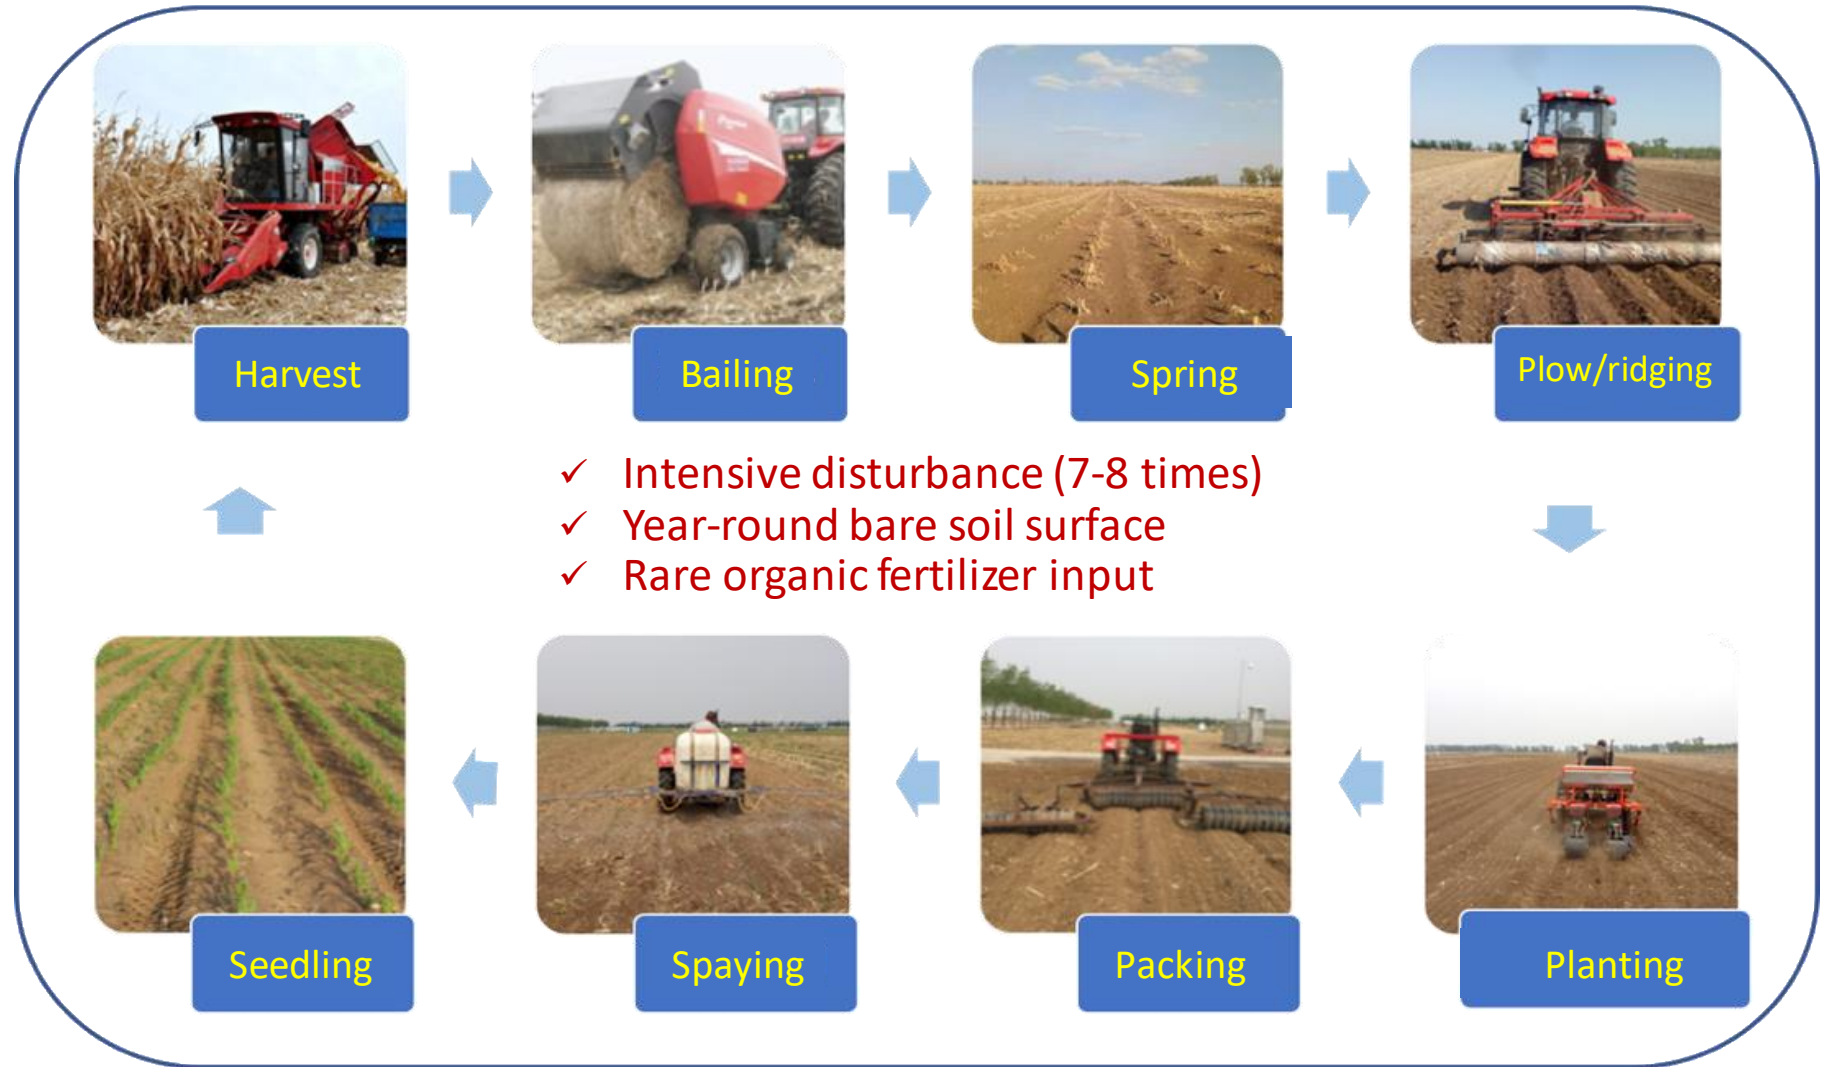 Harvest
Bailing
Spring
Plow/ridging
✓ Intensive disturbance (7-8 times)
✓ Year-round bare soil surface
✓ Rare organic fertilizer input
Seedling
Spaying
Packing
Planting